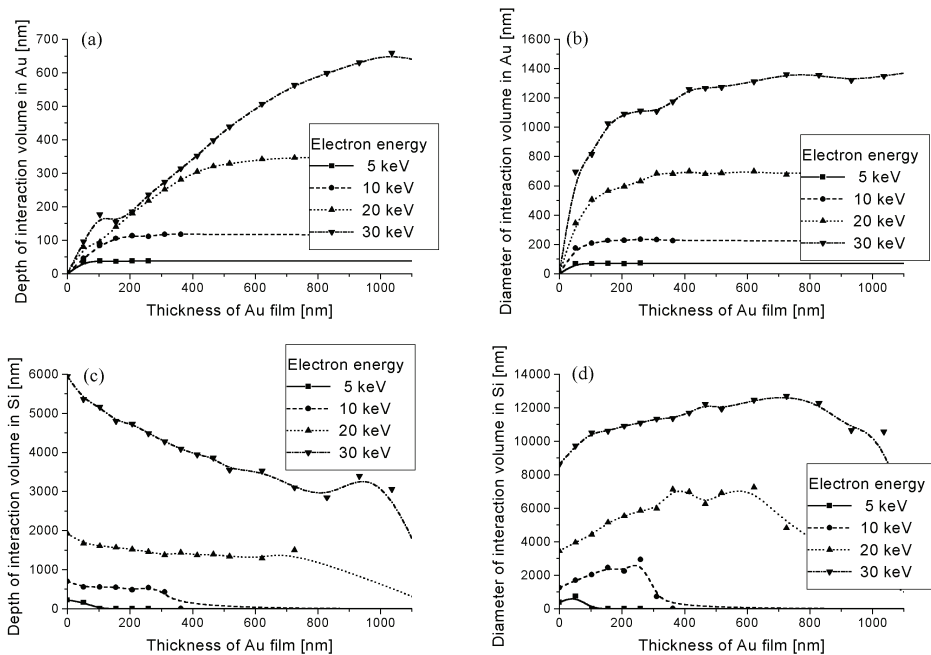 (a)
Depth of interaction volume in Au [nm]
700
600
500
400
300
200
100
0
0 200 400 600 800 1000
Thickness of Au film [nm]
Electron energy
5 keV
10 keV
20 keV
30 keV
(b)
Diameter of interaction volume in Au [nm]
1600
1400
1200
1000
800
600
400
200
0
0 200 400 600 800 1000
Thickness of Au film [nm]
Electron energy
5 keV
10 keV
20 keV
30 keV
(c)
Depth of interaction volume in Si [nm]
6000
5000
4000
3000
2000
1000
0
0 200 400 600 800 1000
Thickness of Au film [nm]
Electron energy
5 keV
10 keV
20 keV
30 keV
(d)
Diameter of interaction volume in Si [nm]
14000
12000
10000
8000
6000
4000
2000
0
0 200 400 600 800 1000
Thickness of Au film [nm]
Electron energy
5 keV
10 keV
20 keV
30 keV